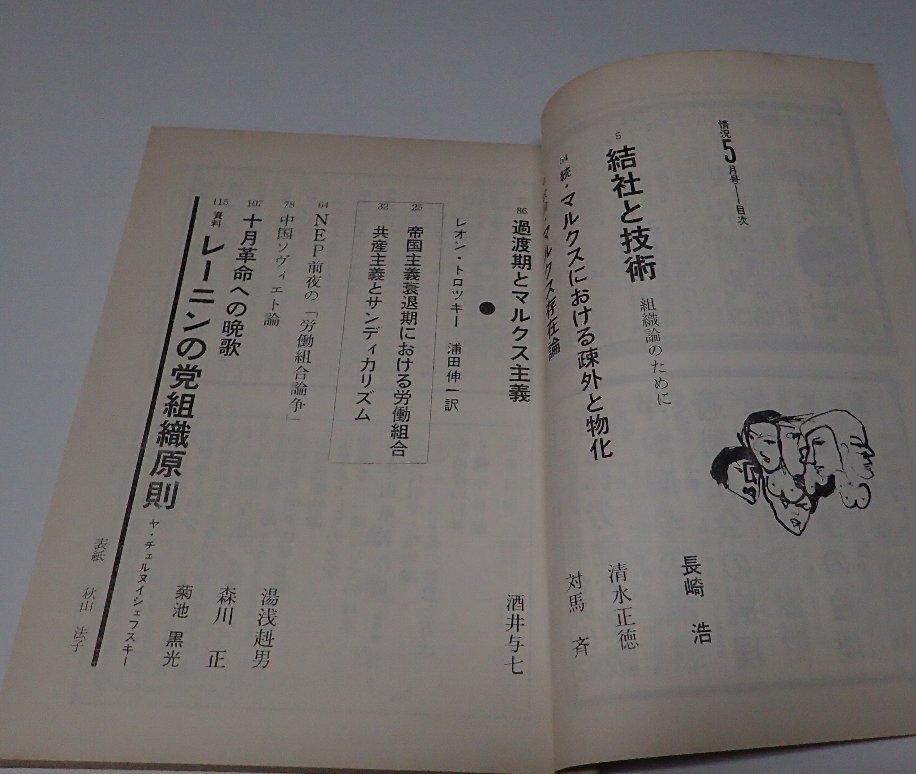 情況5月号―目次
5 結社と技術 組織論のために 長崎 浩
54 続・マルクスにおける疎外と物化 清水正徳
マルクス存在論 対馬 斉
86 過渡期とマルクス主義 酒井与七
●
レオン・トロツキー 浦田伸一訳
25 帝国主義衰退期における労働組合
32 共産主義とサンディカリズム
64 NEP前夜の「労働組合論争」 湯浅赳男
78 中国ソヴィエト論 森川 正
107 十月革命への晩歌 菊池 黒光
115 資料 レーニンの党組織原則 ヤ・チェルヌイシェフスキー
表紙 秋山 法子